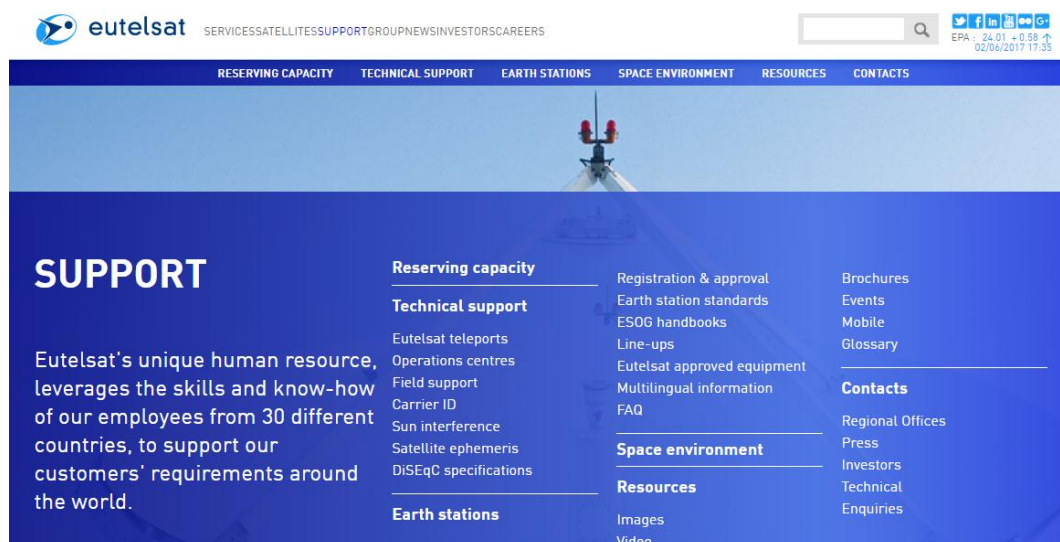 eutelsat
SERVICESSATELLITESSUPPORTGROUPNEWSINVESTORSCAREERS
EPA : 24.01 +0.58 ↑
02/06/2017 17:35
RESERVING CAPACITY TECHNICAL SUPPORT EARTH STATIONS SPACE ENVIRONMENT RESOURCES CONTACTS
SUPPORT
Eutelsat's unique human resource,
leverages the skills and know-how
of our employees from 30 different
countries, to support our
customers' requirements around
the world.
Reserving capacity
Technical support
Eutelsat teleports
Operations centres
Field support
Carrier ID
Sun interference
Satellite ephemeris
DiSEqC specifications
Earth stations
Registration & approval
Earth station standards
ESOG handbooks
Line-ups
Eutelsat approved equipment
Multilingual information
FAQ
Space environment
Resources
Images
Video
Brochures
Events
Mobile
Glossary
Contacts
Regional Offices
Press
Investors
Technical
Enquiries